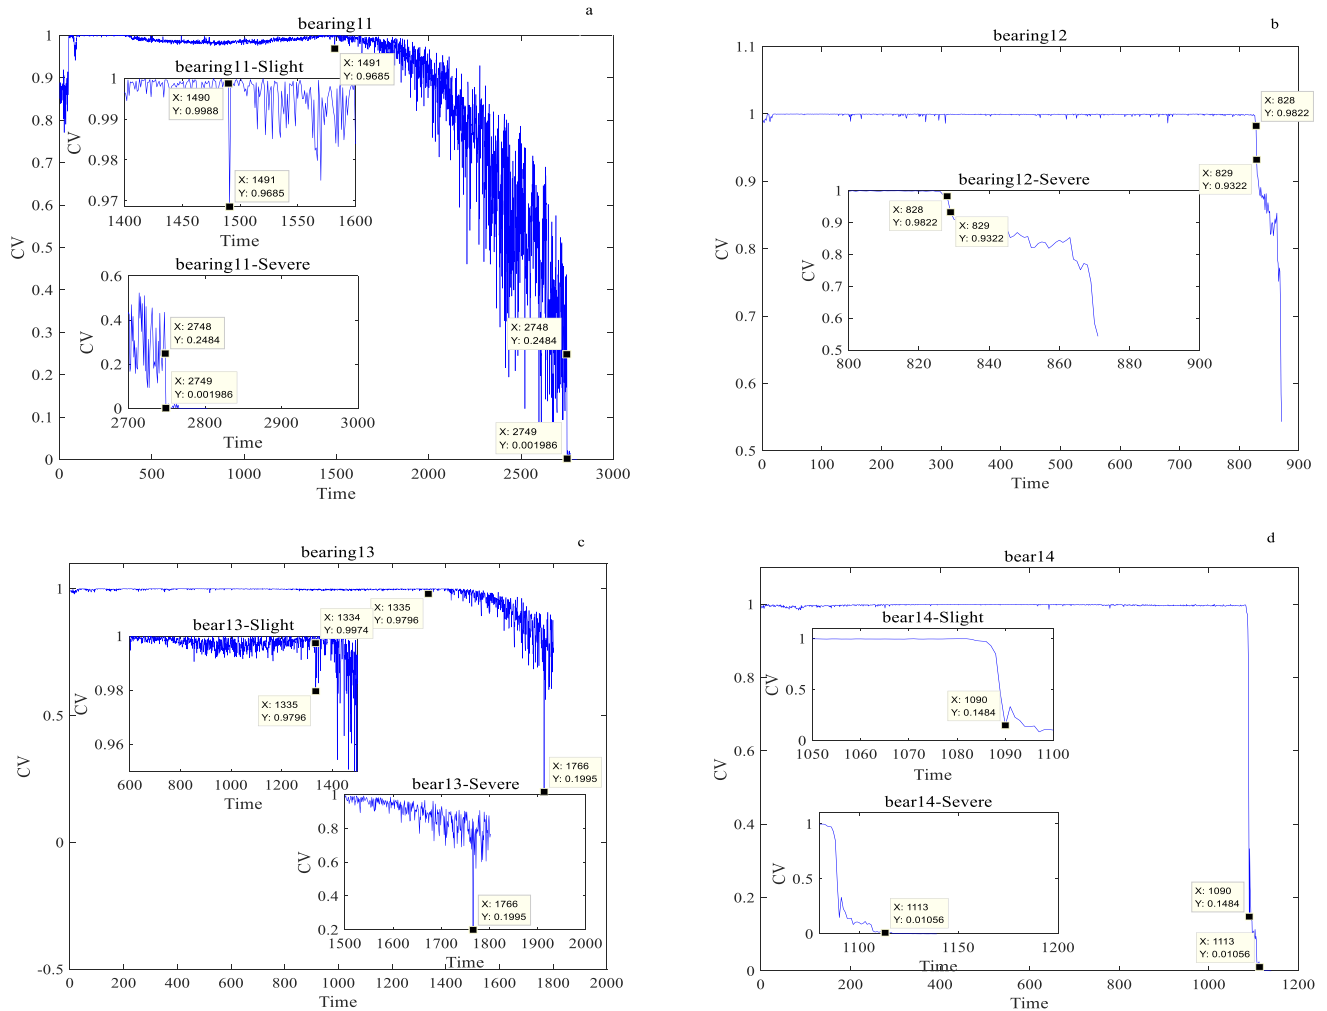 a
bearing11
1
0.9
0.8
0.7
0.6
0.5
0.4
0.3
0.2
0.1
0
CV
0
500
1000
1500
2000
2500
3000
Time
X: 1491
Y: 0.9685
X: 2748
Y: 0.2484
X: 2749
Y: 0.001986
bearing11-Slight
1
0.99
0.98
0.97
CV
X: 1490
Y: 0.9988
X: 1491
Y: 0.9685
1400
1450
1500
1550
1600
Time
bearing11-Severe
0.6
0.4
0.2
0
CV
X: 2748
Y: 0.2484
X: 2749
Y: 0.001986
2700
2800
2900
3000
Time
b
bearing12
1.1
1
0.9
0.8
0.7
0.6
0.5
CV
0
100
200
300
400
500
600
700
800
900
Time
X: 828
Y: 0.9822
X: 829
Y: 0.9322
bearing12-Severe
1
0.9
0.8
0.7
0.6
0.5
CV
X: 828
Y: 0.9822
X: 829
Y: 0.9322
800
820
840
860
880
900
Time
c
bearing13
1
0.5
0
-0.5
CV
0
200
400
600
800
1000
1200
1400
1600
1800
2000
Time
X: 1335
Y: 0.9796
X: 1766
Y: 0.1995
bear13-Slight
1
0.98
0.96
CV
X: 1334
Y: 0.9974
X: 1335
Y: 0.9796
600
800
1000
1200
1400
Time
bear13-Severe
0.8
0.6
0.4
0.2
CV
X: 1766
Y: 0.1995
1500
1600
1700
1800
1900
2000
Time
d
bear14
1
0.8
0.6
0.4
0.2
0
CV
0
200
400
600
800
1000
1200
Time
X: 1090
Y: 0.1484
X: 1113
Y: 0.01056
bear14-Slight
1
0.5
0
CV
X: 1090
Y: 0.1484
1050
1060
1070
1080
1090
1100
Time
bear14-Severe
1
0.5
0
CV
X: 1113
Y: 0.01056
1100
1150
1200
Time